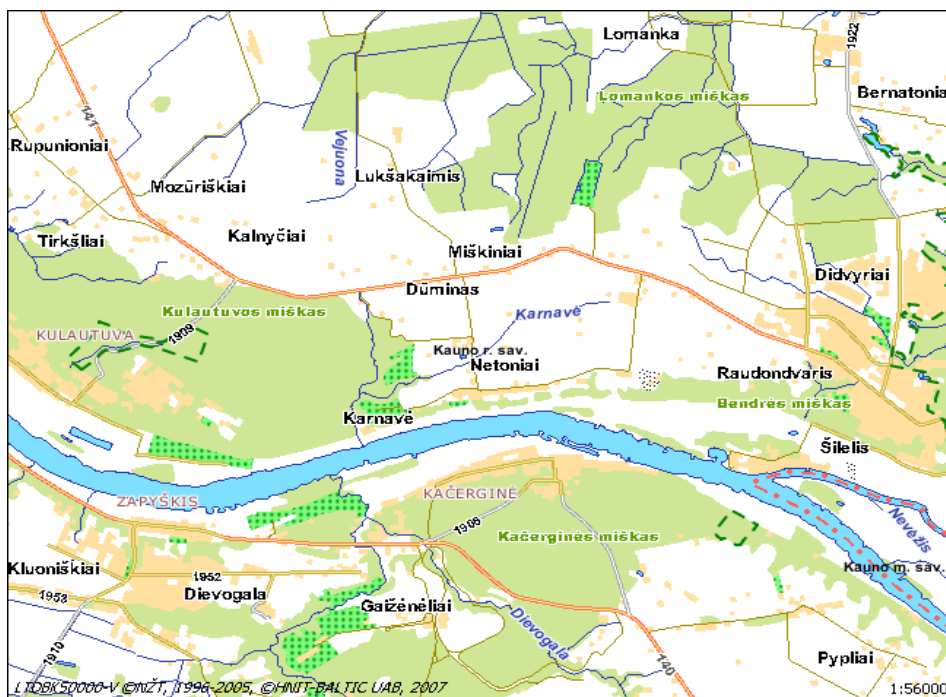 Lomanka
1922
Bernatonia
Lomankos miškas
141
Rupunioniai
Vejuona
Lukšakaimis
Mozūriškiai
Tirkšliai
Kalnyčiai
Miškiniai
Didvyriai
Dūminas
Kulautuvos miškas
Karnavė
KULAUTUVA
1909
Kauno r. sav.
Netoniai
Raudondvaris
Bendrės miškas
Karnavė
Šilelis
ZAPYŠKIS
KAČERGINĖ
1906
Nevėžis
Kačerginės miškas
Kluoniškiai
Kauno m. sav.
1952
1953
Dievogala
Gaižėnėliai
Dievogala
1910
140
Pypliai
LTDBK50000-V ©NŽT, 1996-2005, ©HNIT-BALTIC UAB, 2007
1:56000